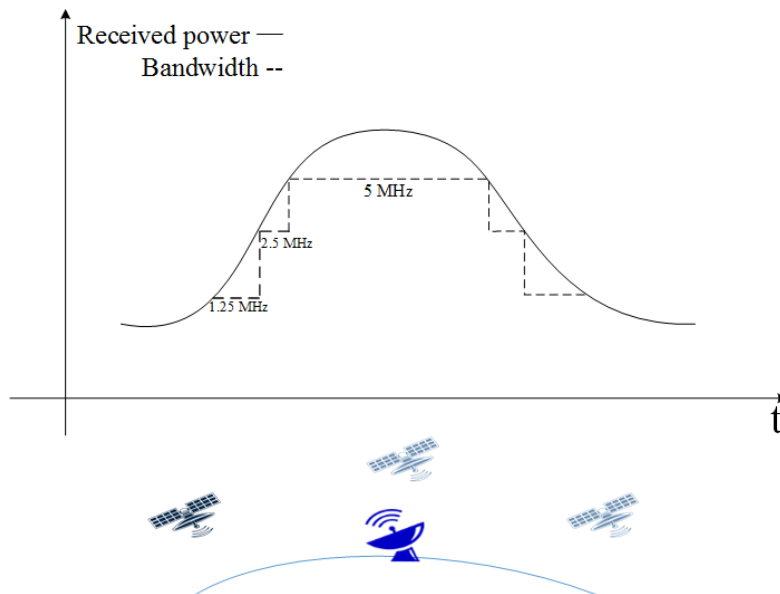 Received power —
Bandwidth --
5 MHz
2.5 MHz
1.25 MHz
t